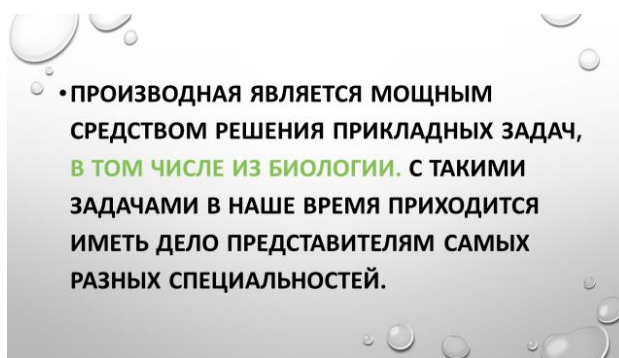 •ПРОИЗВОДНАЯ ЯВЛЯЕТСЯ МОЩНЫМ
СРЕДСТВОМ РЕШЕНИЯ ПРИКЛАДНЫХ ЗАДАЧ,
В ТОМ ЧИСЛЕ ИЗ БИОЛОГИИ. С ТАКИМИ
ЗАДАЧАМИ В НАШЕ ВРЕМЯ ПРИХОДИТСЯ
ИМЕТЬ ДЕЛО ПРЕДСТАВИТЕЛЯМ САМЫХ
РАЗНЫХ СПЕЦИАЛЬНОСТЕЙ.